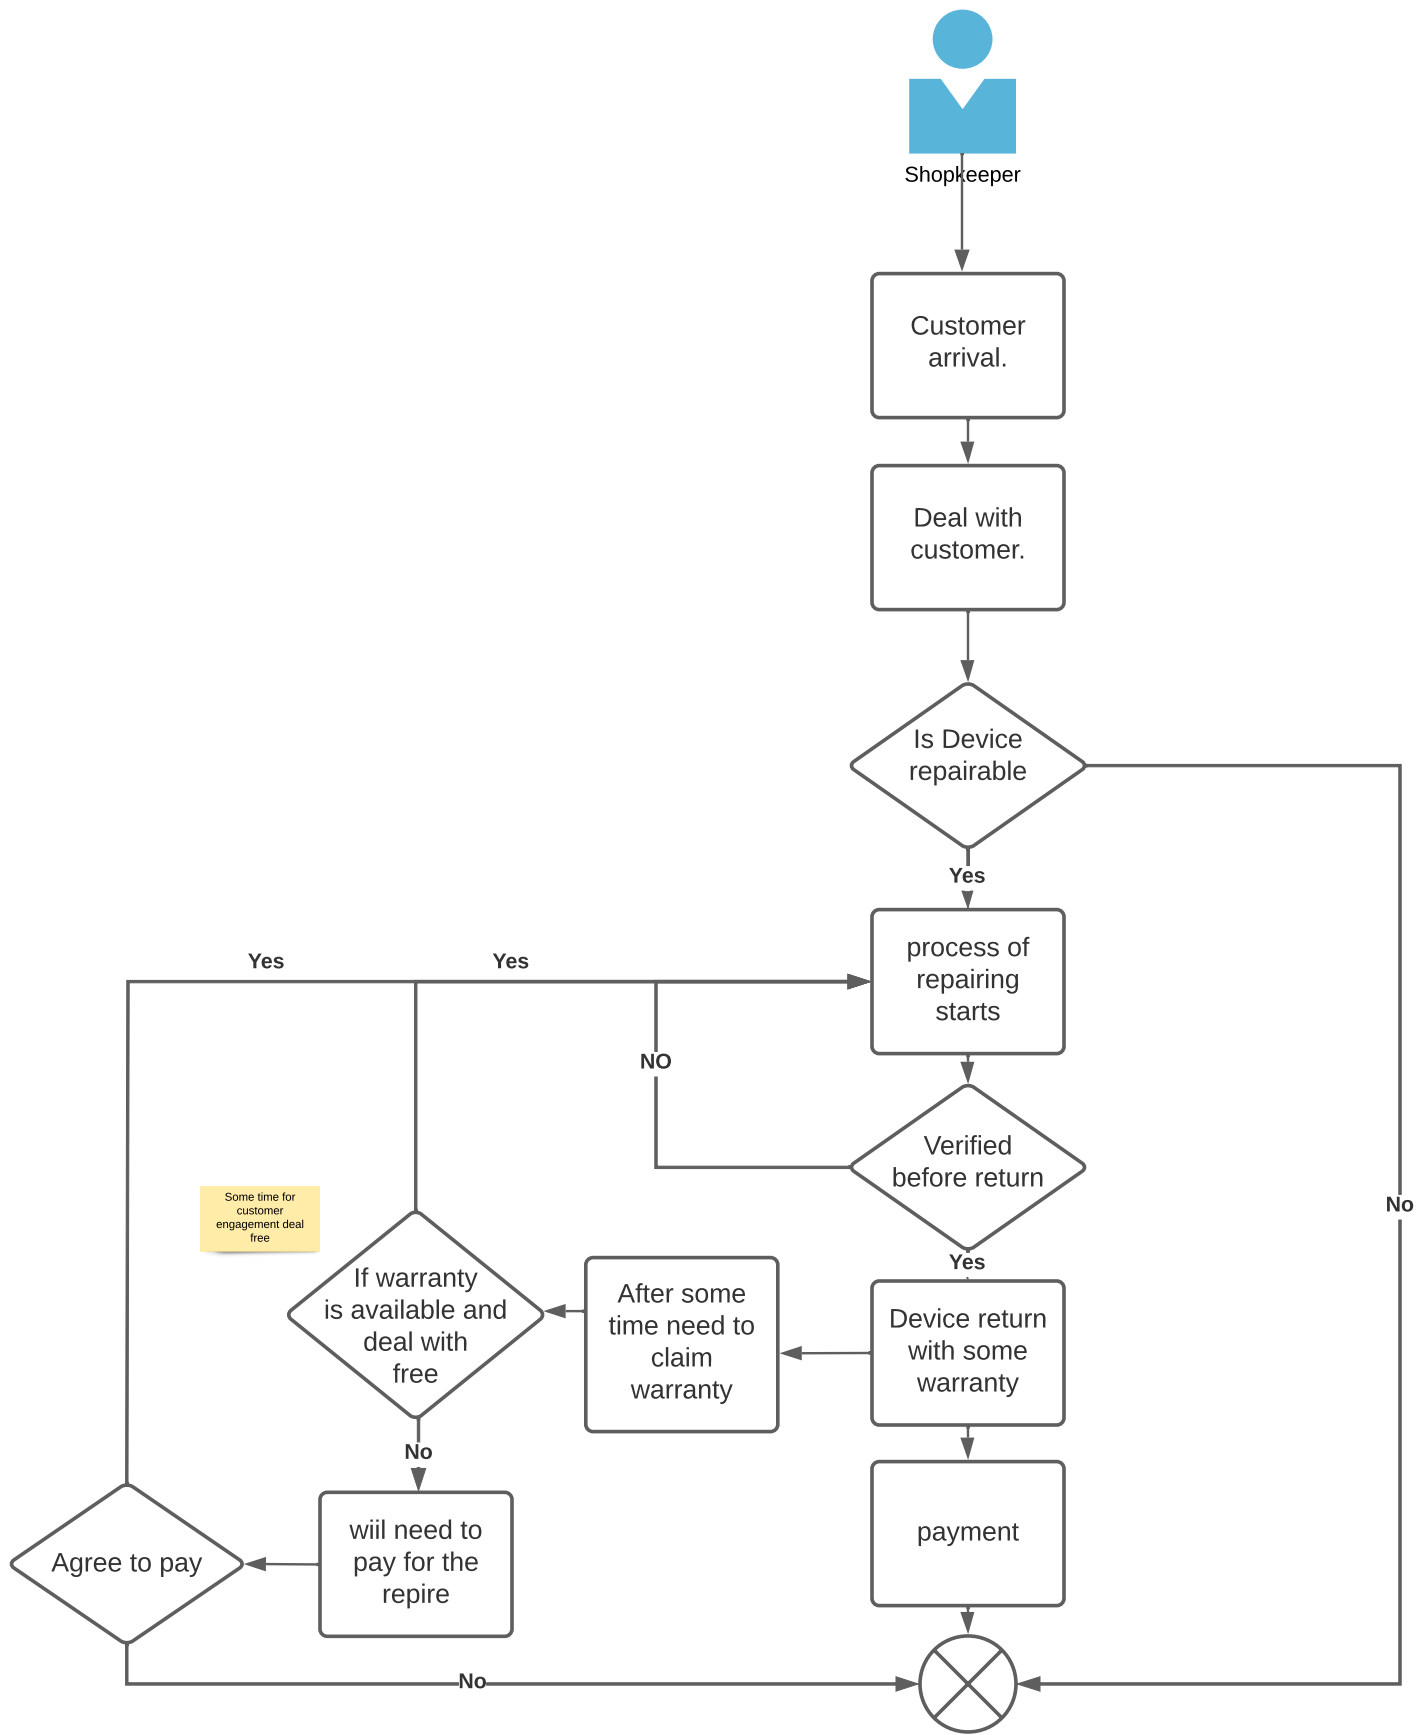 Shopkeeper
Customer
arrival.
Deal with
customer.
Is Device
repairable
Yes
process of
repairing
starts
Yes
Yes
NO
Verified
before return
No
Some time for
customer
engagement deal
free
Yes
If warranty
is available and
deal with
free
After some
time need to
claim
warranty
Device return
with some
warranty
No
wiil need to
pay for the
repire
Agree to pay
payment
No